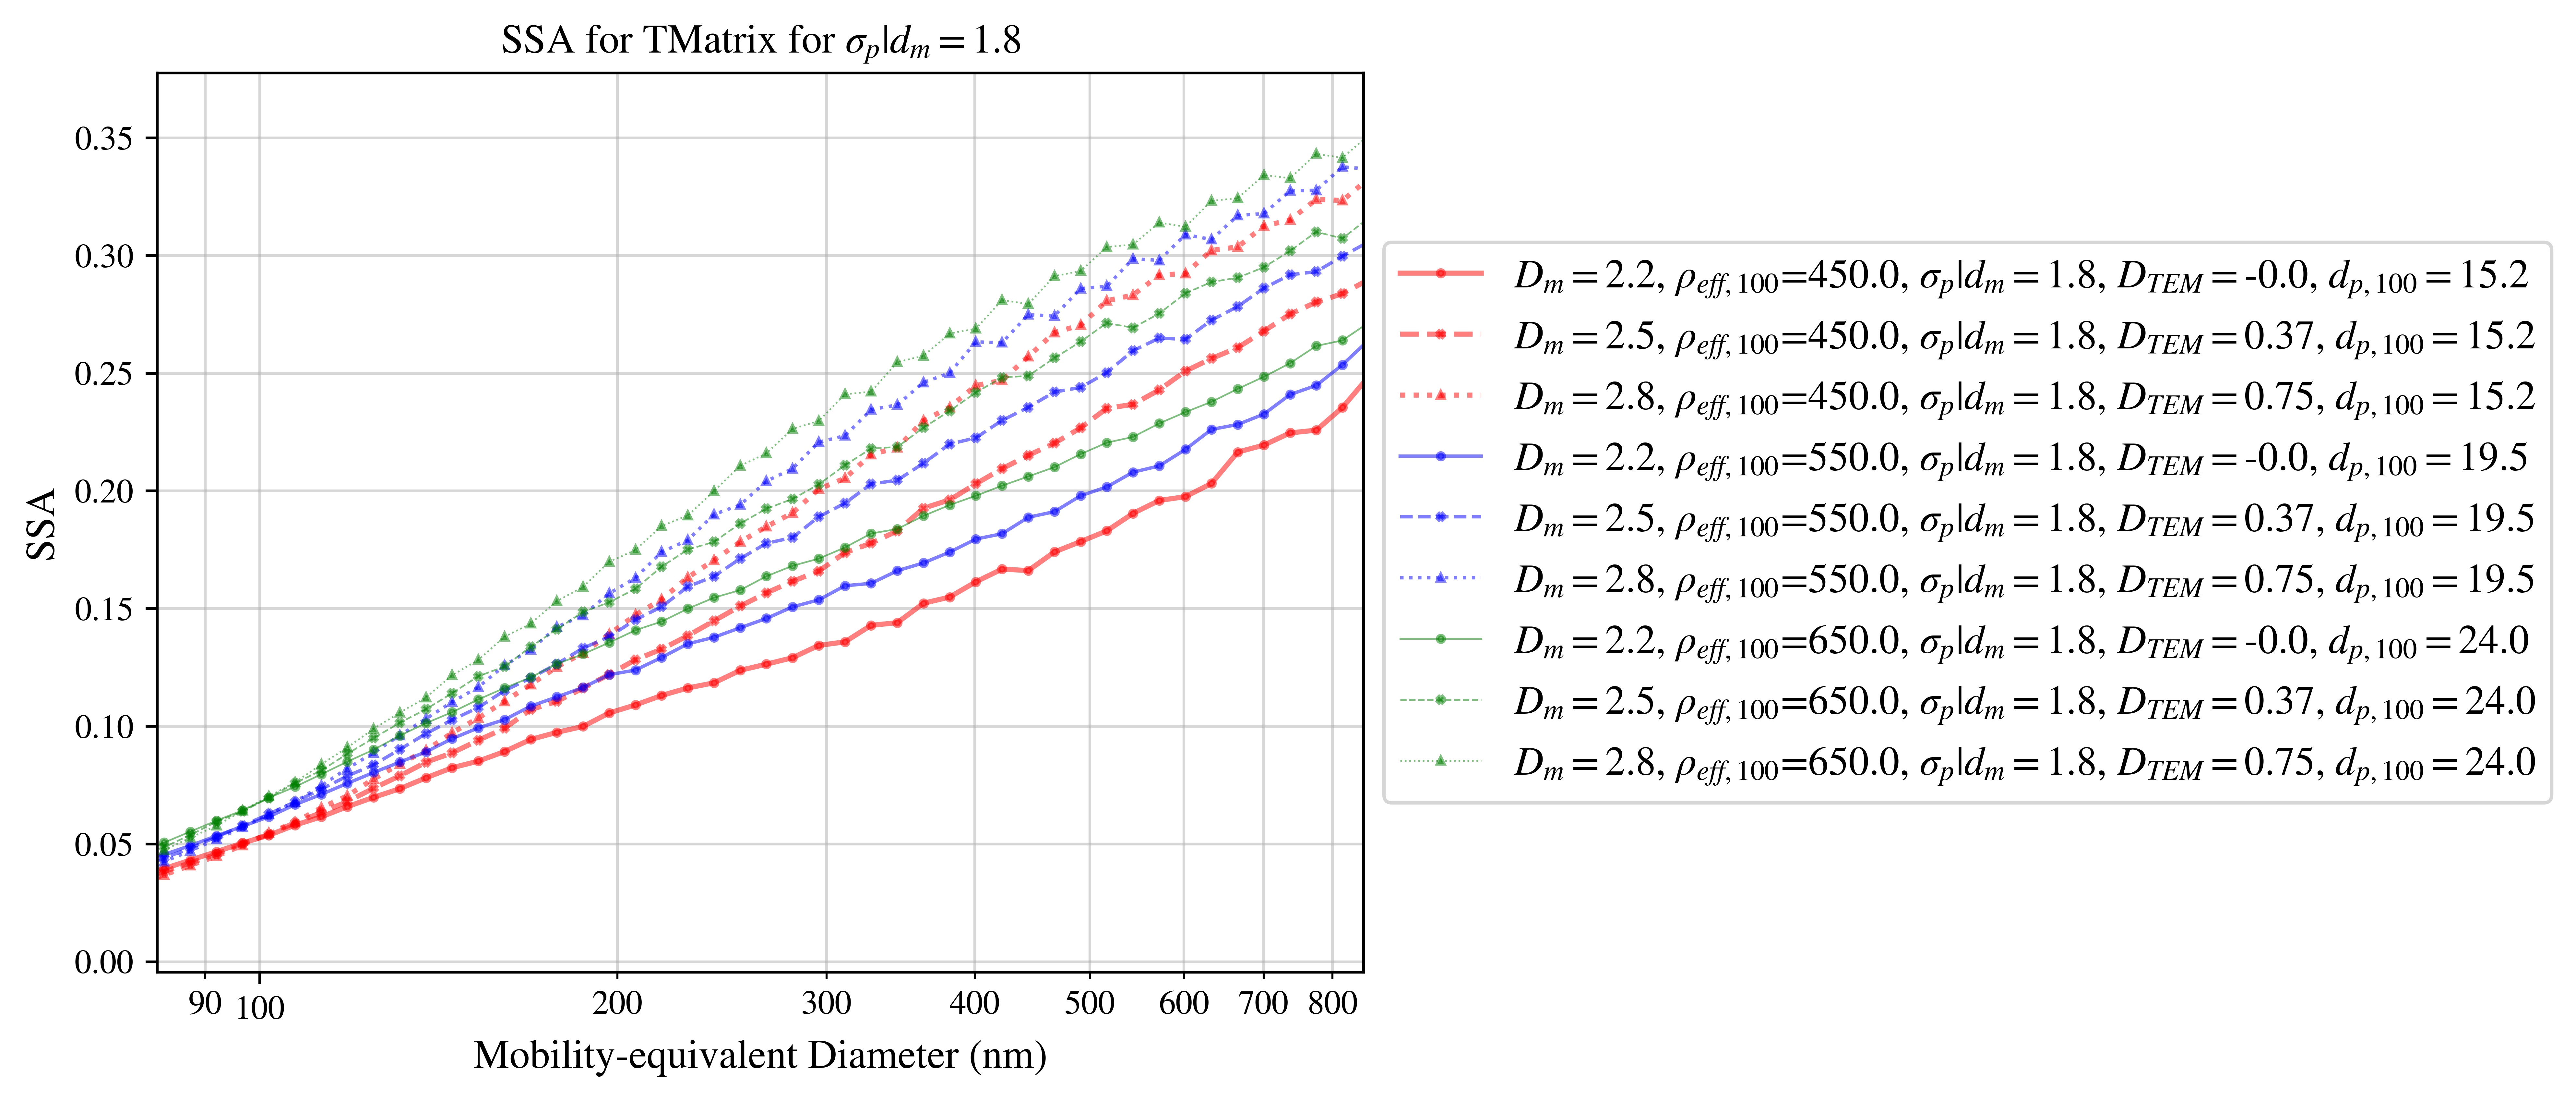 SSA for TMatrix for σp|dm = 1.8
0.35
0.30
0.25
0.20
0.15
0.10
0.05
0.00
SSA
90 100 200 300 400 500 600 700 800
Mobility-equivalent Diameter (nm)
Dm = 2.2, ρeff, 100=450.0, σp|dm = 1.8, DTEM = -0.0, dp, 100 = 15.2
Dm = 2.5, ρeff, 100=450.0, σp|dm = 1.8, DTEM = 0.37, dp, 100 = 15.2
Dm = 2.8, ρeff, 100=450.0, σp|dm = 1.8, DTEM = 0.75, dp, 100 = 15.2
Dm = 2.2, ρeff, 100=550.0, σp|dm = 1.8, DTEM = -0.0, dp, 100 = 19.5
Dm = 2.5, ρeff, 100=550.0, σp|dm = 1.8, DTEM = 0.37, dp, 100 = 19.5
Dm = 2.8, ρeff, 100=550.0, σp|dm = 1.8, DTEM = 0.75, dp, 100 = 19.5
Dm = 2.2, ρeff, 100=650.0, σp|dm = 1.8, DTEM = -0.0, dp, 100 = 24.0
Dm = 2.5, ρeff, 100=650.0, σp|dm = 1.8, DTEM = 0.37, dp, 100 = 24.0
Dm = 2.8, ρeff, 100=650.0, σp|dm = 1.8, DTEM = 0.75, dp, 100 = 24.0